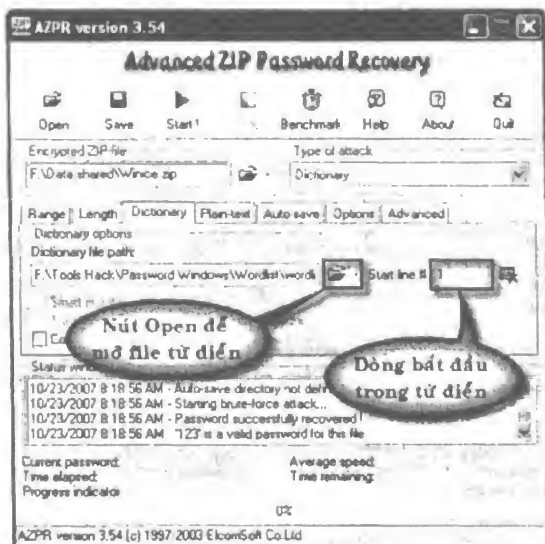 AZPR version 3.54
Advanced ZIP Password Recovery
Open Save Start! Benchmark Help About Quit
Encrypted ZIP-file Type of attack
F:\Data shared\Winice.zip Dictionary
Range Length Dictionary Plain-text Auto-save Options Advanced
Dictionary options
Dictionary file path:
F:\Tools Hack\Password Windows\Wordlist\wordli Start line #: 1
Smart
Nút Open để
mở file từ điển
Dòng bắt đầu
trong từ điển
Status
10/23/2007 8:18:56 AM - Auto-save directory not defin
10/23/2007 8:18:56 AM - Starting brute-force attack...
10/23/2007 8:18:56 AM - Password successfully recovered !
10/23/2007 8:18:56 AM - '123' is a valid password for this file
Current password: Average speed:
Time elapsed: Time remaining:
Progress indicator
0%
AZPR version 3.54 (c) 1997-2003 ElcomSoft Co.Ltd.